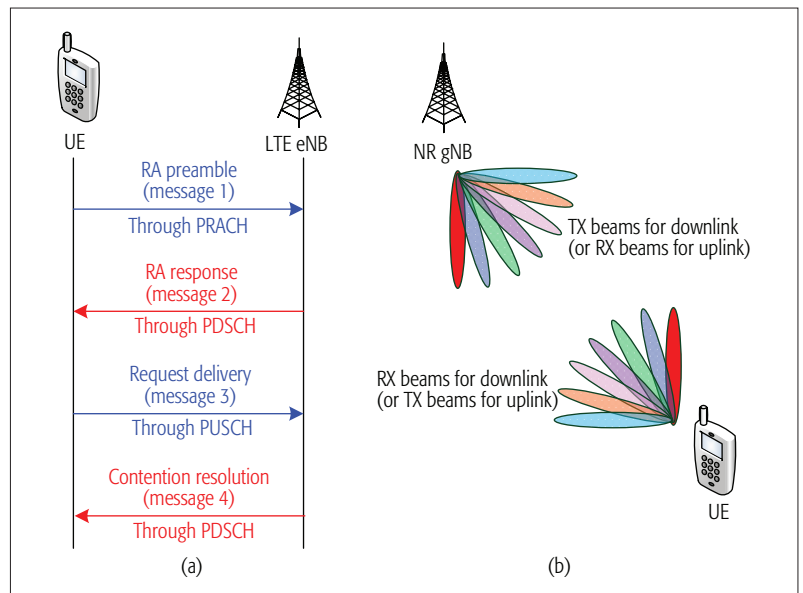 UE
LTE eNB
RA preamble
(message 1)
Through PRACH
RA response
(message 2)
Through PDSCH
Request delivery
(message 3)
Through PUSCH
Contention resolution
(message 4)
Through PDSCH
(a)
NR gNB
TX beams for downlink
(or RX beams for uplink)
RX beams for downlink
(or TX beams for uplink)
UE
(b)